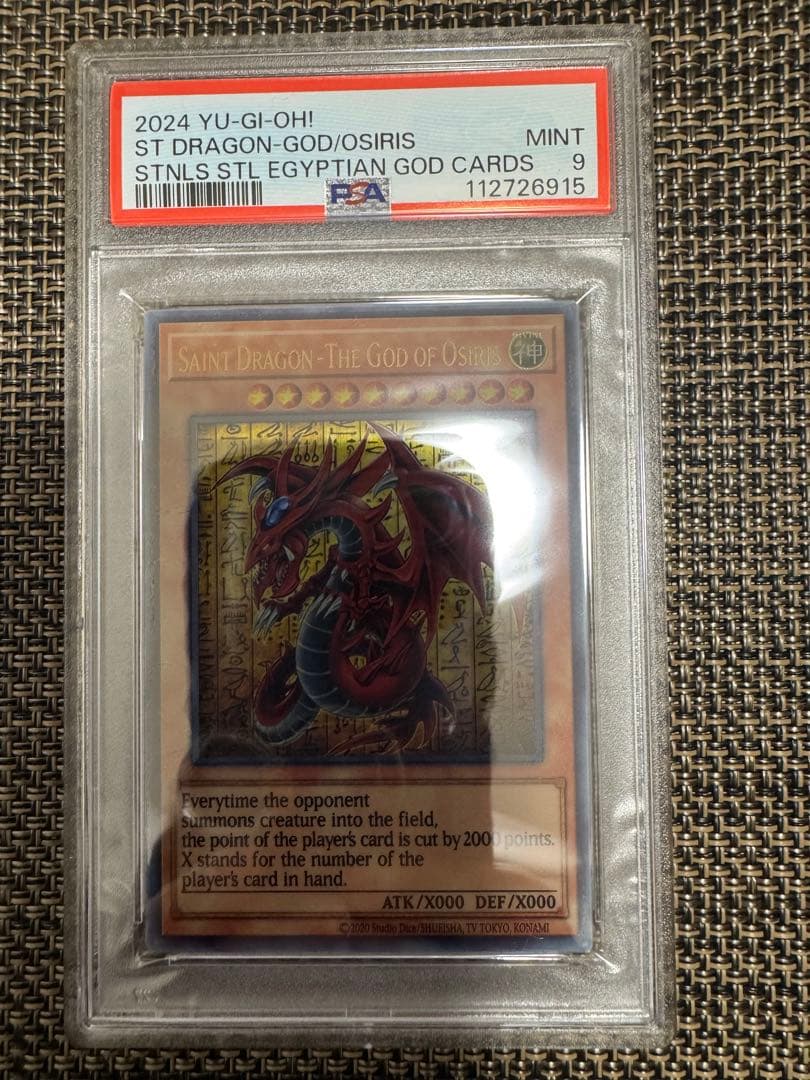 2024 YU-GI-OH!
ST DRAGON-GOD/OSIRIS MINT
STNLS STL EGYPTIAN GOD CARDS 9
PSA 112726915
SAINT DRAGON -THE GOD OF OSIRIS
DIVINE
神
Everytime the opponent
summons creature into the field,
the point of the player's card is cut by 2000 points.
X stands for the number of the
player's card in hand.
ATK/X000 DEF/X000
©2020 Studio Dice/SHUEISHA, TV TOKYO, KONAMI